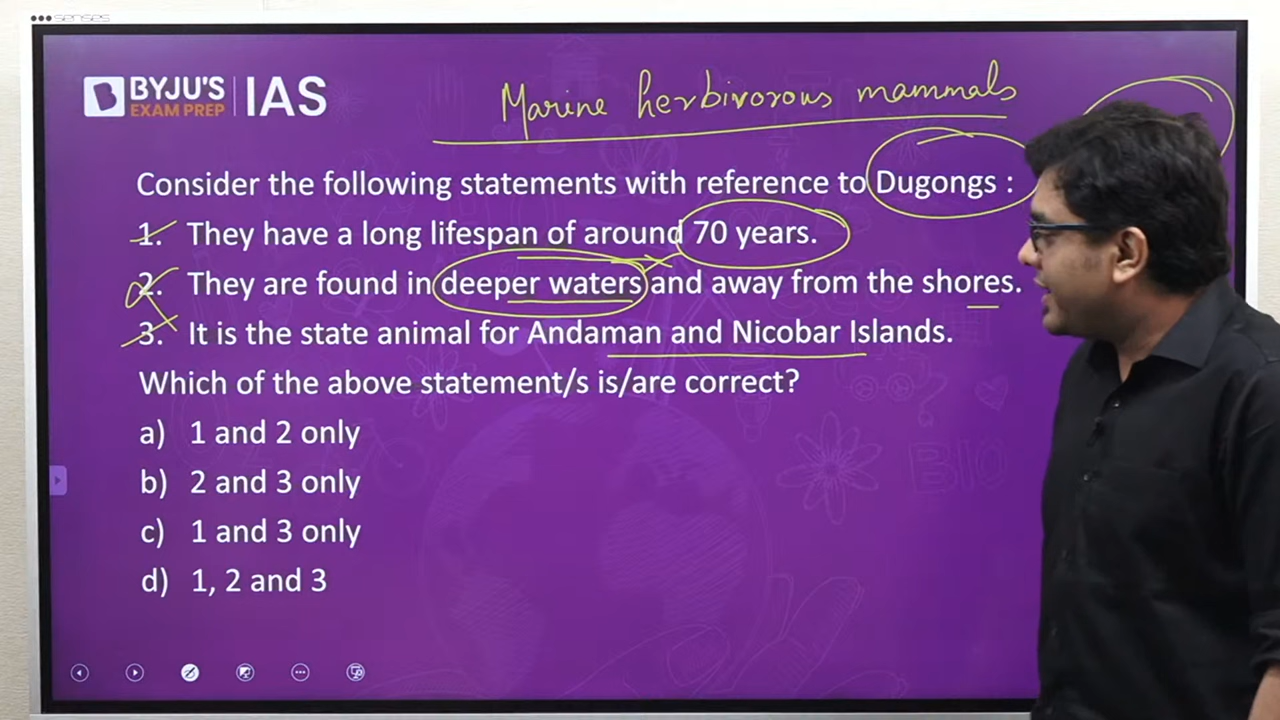 senses
BYJU'S
EXAM PREP
IAS
Marine herbivorous mammals
Consider the following statements with reference to Dugongs :
1. They have a long lifespan of around 70 years.
2. They are found in deeper waters and away from the shores.
3. It is the state animal for Andaman and Nicobar Islands.
Which of the above statement/s is/are correct?
a) 1 and 2 only
b) 2 and 3 only
c) 1 and 3 only
d) 1, 2 and 3
BIO